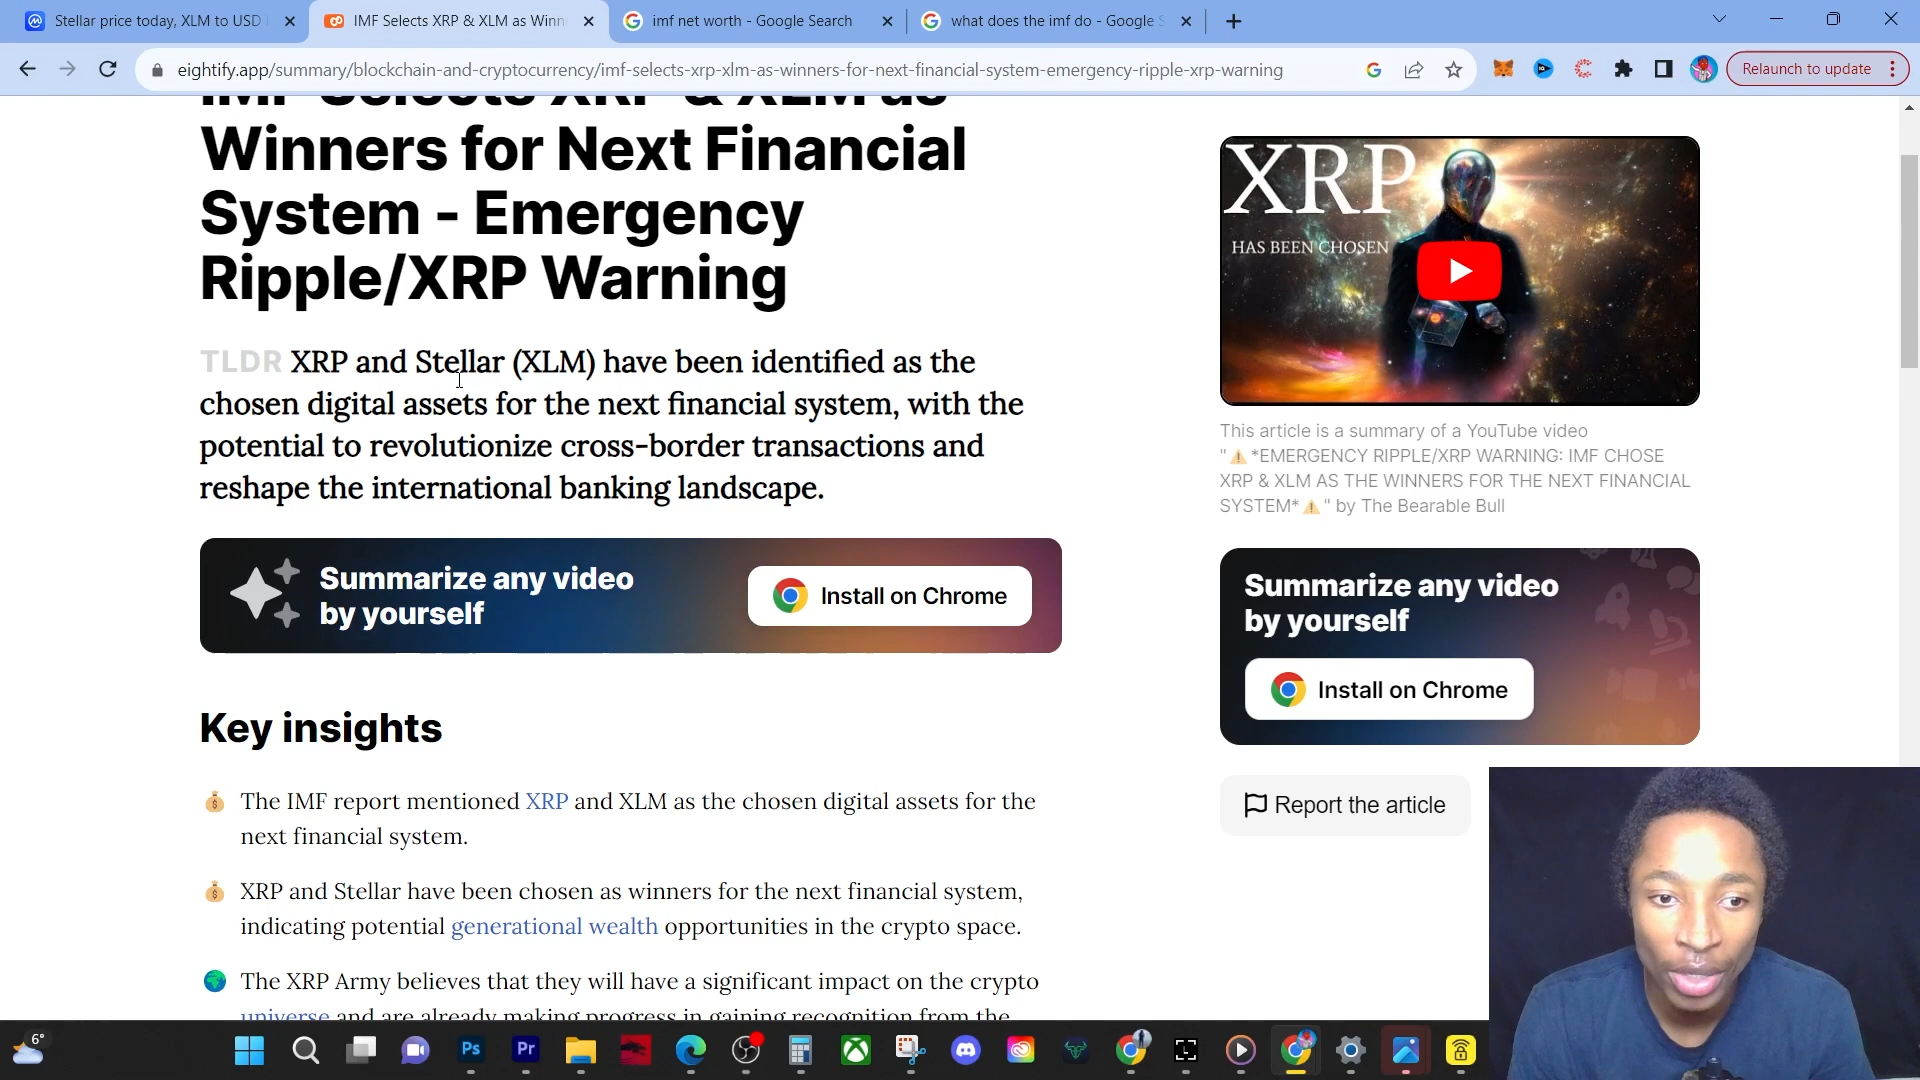 Stellar price today, XLM to USD
IMF Selects XRP & XLM as Winn
imf net worth - Google Search
what does the imf do - Google S
eightify.app/summary/blockchain-and-cryptocurrency/imf-selects-xrp-xlm-as-winners-for-next-financial-system-emergency-ripple-xrp-warning
Relaunch to update
IMF Selects XRP & XLM as
Winners for Next Financial
System - Emergency
Ripple/XRP Warning
TLDR XRP and Stellar (XLM) have been identified as the
chosen digital assets for the next financial system, with the
potential to revolutionize cross-border transactions and
reshape the international banking landscape.
Summarize any video
by yourself
Install on Chrome
Key insights
The IMF report mentioned XRP and XLM as the chosen digital assets for the
next financial system.
XRP and Stellar have been chosen as winners for the next financial system,
indicating potential generational wealth opportunities in the crypto space.
The XRP Army believes that they will have a significant impact on the crypto
universe and are already making progress in gaining recognition from the
XRP
HAS BEEN CHOSEN
This article is a summary of a YouTube video
"⚠️*EMERGENCY RIPPLE/XRP WARNING: IMF CHOSE
XRP & XLM AS THE WINNERS FOR THE NEXT FINANCIAL
SYSTEM*⚠️" by The Bearable Bull
Summarize any video
by yourself
Install on Chrome
Report the article
6°
Ps
Pr